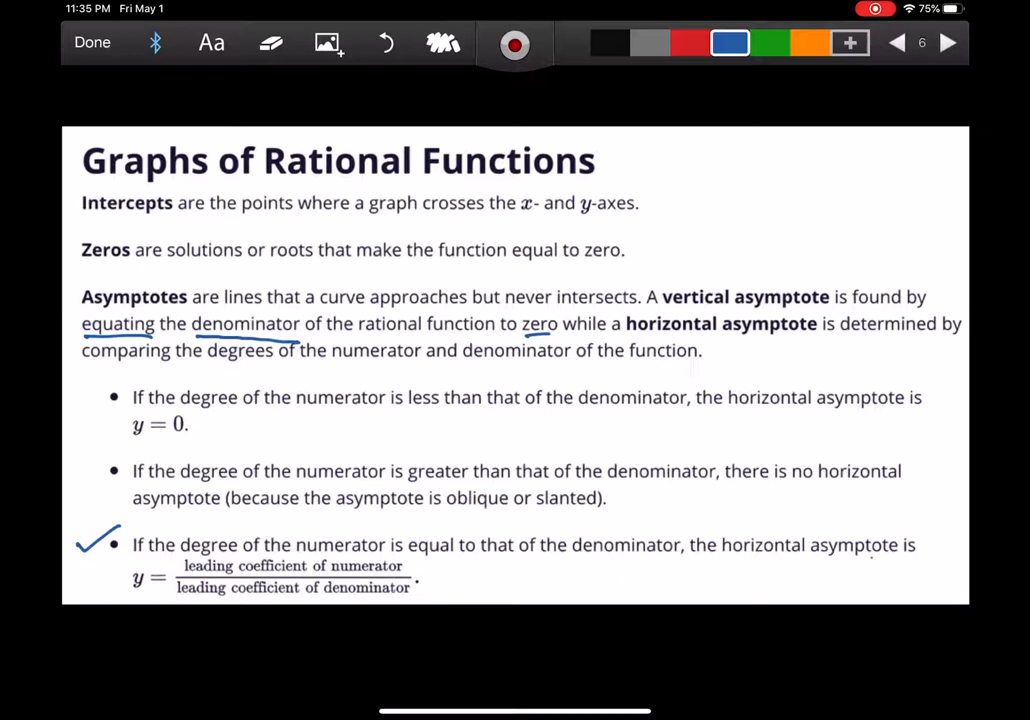 11:35 PM Fri May 1
75%
Done
Aa
6
Graphs of Rational Functions
Intercepts are the points where a graph crosses the x- and y-axes.
Zeros are solutions or roots that make the function equal to zero.
Asymptotes are lines that a curve approaches but never intersects. A vertical asymptote is found by
equating the denominator of the rational function to zero while a horizontal asymptote is determined by
comparing the degrees of the numerator and denominator of the function.
• If the degree of the numerator is less than that of the denominator, the horizontal asymptote is
y = 0.
• If the degree of the numerator is greater than that of the denominator, there is no horizontal
asymptote (because the asymptote is oblique or slanted).
• If the degree of the numerator is equal to that of the denominator, the horizontal asymptote is
leading coefficient of numerator
y =
leading coefficient of denominator .